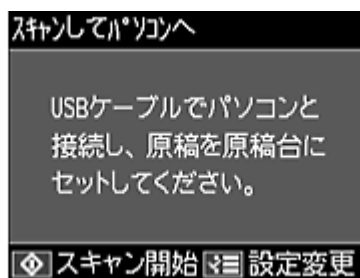 スキャンしてパソコンへ
USBケーブルでパソコンと
接続し、原稿を原稿台に
セットしてください。
スキャン開始 設定変更